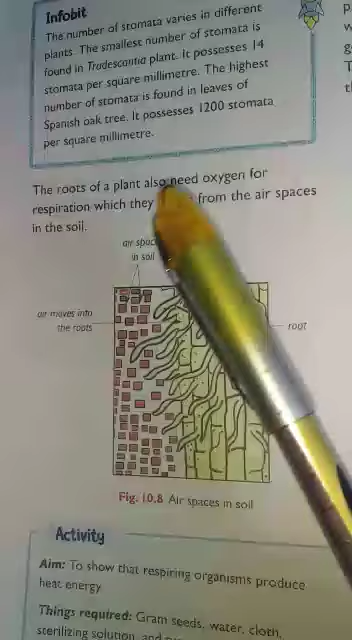 Infobit
The number of stomata varies in different
plants. The smallest number of stomata is
found in Tradescantia plant. It possesses 14
stomata per square millimetre. The highest
number of stomata is found in leaves of
Spanish oak tree. It possesses 1200 stomata
per square millimetre.
The roots of a plant also need oxygen for
respiration which they from the air spaces
in the soil.
air spac
in soil
air moves into
the roots
root
Fig. 10.8 Air spaces in soil
Activity
Aim: To show that respiring organisms produce
heat energy
Things required: Gram seeds, water, cloth,
sterilizing solution, and